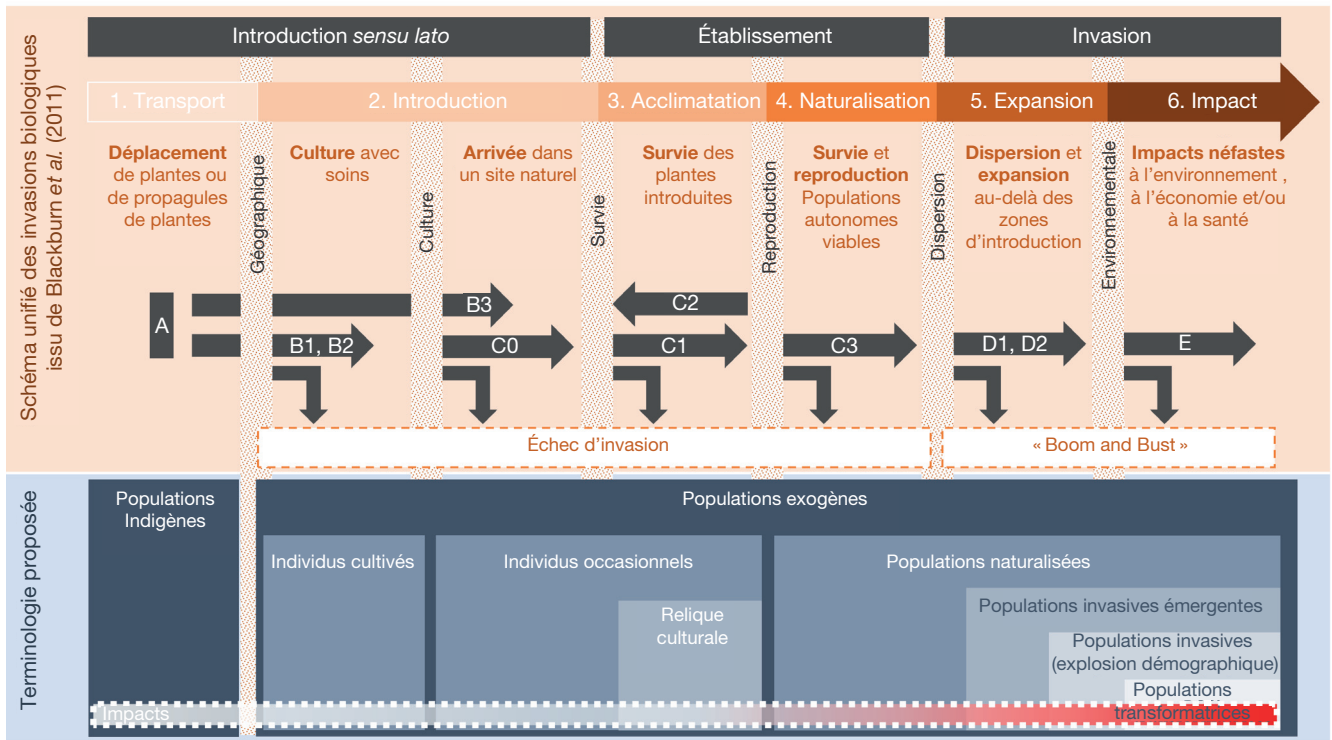 Schéma unifié des invasions biologiques
issu de Blackburn et al. (2011)
Introduction sensu lato
Établissement
Invasion
1. Transport
2. Introduction
3. Acclimatation
4. Naturalisation
5. Expansion
6. Impact
Déplacement
de plantes ou
de propagules
de plantes
Géographique
Culture avec
soins
Culture
Arrivée dans
un site naturel
Survie
Survie des
plantes
introduites
Reproduction
Survie et
reproduction
Populations
autonomes
viables
Dispersion
Dispersion et
expansion
au-delà des
zones
d’introduction
Environnementale
Impacts néfastes
à l’environnement ,
à l’économie et/ou
à la santé
A
B3
C2
B1, B2
C0
C1
C3
D1, D2
E
Échec d’invasion
« Boom and Bust »
Terminologie proposée
Populations
Indigènes
Populations exogènes
Individus cultivés
Individus occasionnels
Populations naturalisées
Relique
culturale
Populations invasives émergentes
Populations invasives
(explosion démographique)
Populations
transformatrices
Impacts